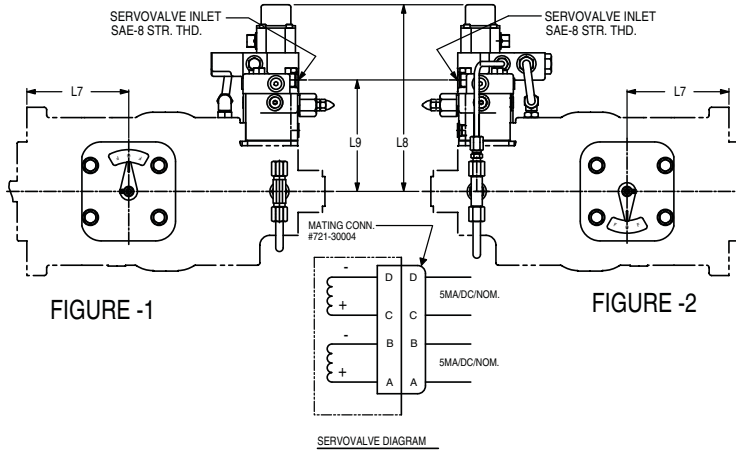 SERVOVALVE INLET
SAE-8 STR. THD.
SERVOVALVE INLET
SAE-8 STR. THD.
L7
L9
L8
L7
MATING CONN.
#721-30004
FIGURE -1
FIGURE -2
-
D D
5MA/DC/NOM.
+
C C
-
B B
5MA/DC/NOM.
+
A A
SERVOVALVE DIAGRAM